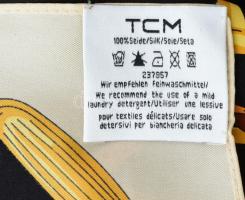 TCM
100%Seide/Silk/Soie/Seta
237857
Wir empfehlen Feinwaschmittel/
We recommend the use of a mild
laundry detergent/Utiliser une lessive
pour textiles délicats/Usare solo
detersivi per biancheria delicata